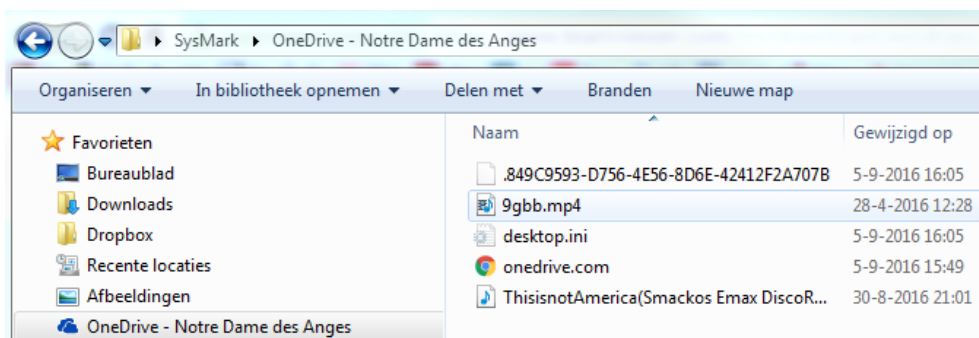 SysMark OneDrive - Notre Dame des Anges
Organiseren In bibliotheek opnemen Delen met Branden Nieuwe map
Naam Gewijzigd op
Favorieten
Bureaublad
Downloads
Dropbox
Recente locaties
Afbeeldingen
OneDrive - Notre Dame des Anges
.849C9593-D756-4E56-8D6E-42412F2A707B 5-9-2016 16:05
9gbb.mp4 28-4-2016 12:28
desktop.ini 5-9-2016 16:05
onedrive.com 5-9-2016 15:49
ThisisnotAmerica(Smackos Emax DiscoR... 30-8-2016 21:01